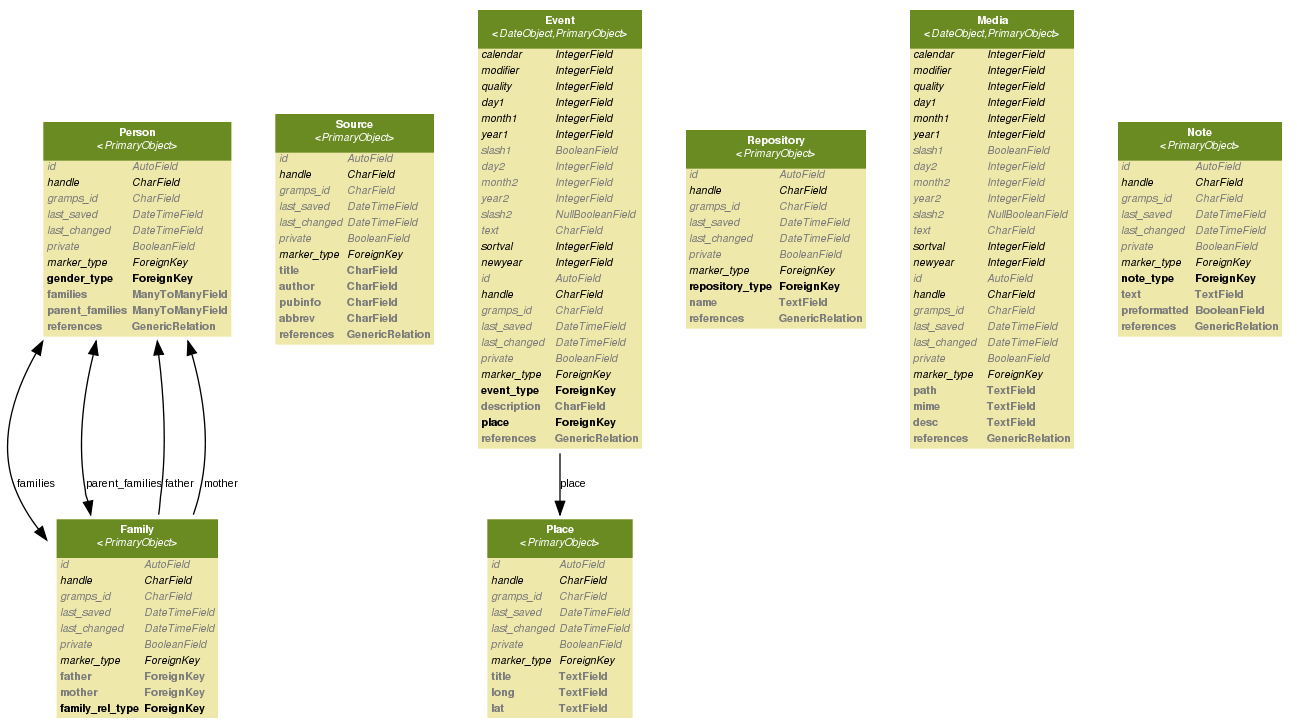 Person
<PrimaryObject>
id AutoField
handle CharField
gramps_id CharField
last_saved DateTimeField
last_changed DateTimeField
private BooleanField
marker_type ForeignKey
gender_type ForeignKey
families ManyToManyField
parent_families ManyToManyField
references GenericRelation
Source
<PrimaryObject>
id AutoField
handle CharField
gramps_id CharField
last_saved DateTimeField
last_changed DateTimeField
private BooleanField
marker_type ForeignKey
title CharField
author CharField
pubinfo CharField
abbrev CharField
references GenericRelation
Event
<DateObject,PrimaryObject>
calendar IntegerField
modifier IntegerField
quality IntegerField
day1 IntegerField
month1 IntegerField
year1 IntegerField
slash1 BooleanField
day2 IntegerField
month2 IntegerField
year2 IntegerField
slash2 NullBooleanField
text CharField
sortval IntegerField
newyear IntegerField
id AutoField
handle CharField
gramps_id CharField
last_saved DateTimeField
last_changed DateTimeField
private BooleanField
marker_type ForeignKey
event_type ForeignKey
description CharField
place ForeignKey
references GenericRelation
Repository
<PrimaryObject>
id AutoField
handle CharField
gramps_id CharField
last_saved DateTimeField
last_changed DateTimeField
private BooleanField
marker_type ForeignKey
repository_type ForeignKey
name TextField
references GenericRelation
Media
<DateObject,PrimaryObject>
calendar IntegerField
modifier IntegerField
quality IntegerField
day1 IntegerField
month1 IntegerField
year1 IntegerField
slash1 BooleanField
day2 IntegerField
month2 IntegerField
year2 IntegerField
slash2 NullBooleanField
text CharField
sortval IntegerField
newyear IntegerField
id AutoField
handle CharField
gramps_id CharField
last_saved DateTimeField
last_changed DateTimeField
private BooleanField
marker_type ForeignKey
path TextField
mime TextField
desc TextField
references GenericRelation
Note
<PrimaryObject>
id AutoField
handle CharField
gramps_id CharField
last_saved DateTimeField
last_changed DateTimeField
private BooleanField
marker_type ForeignKey
note_type ForeignKey
text TextField
preformatted BooleanField
references GenericRelation
families
parent_families
father
mother
place
Family
<PrimaryObject>
id AutoField
handle CharField
gramps_id CharField
last_saved DateTimeField
last_changed DateTimeField
private BooleanField
marker_type ForeignKey
father ForeignKey
mother ForeignKey
family_rel_type ForeignKey
Place
<PrimaryObject>
id AutoField
handle CharField
gramps_id CharField
last_saved DateTimeField
last_changed DateTimeField
private BooleanField
marker_type ForeignKey
title TextField
long TextField
lat TextField